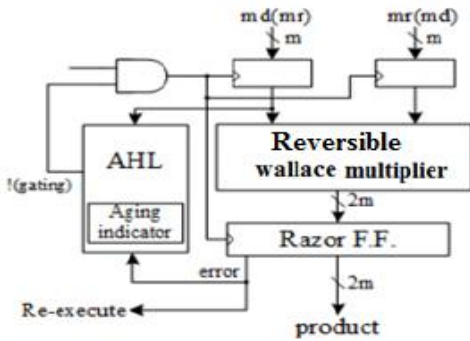 md(mr)
mr(md)
m
m
AHL
Reversible
wallace multiplier
!(gating)
Aging
indicator
2m
Razor F.F.
error
2m
Re-execute
product